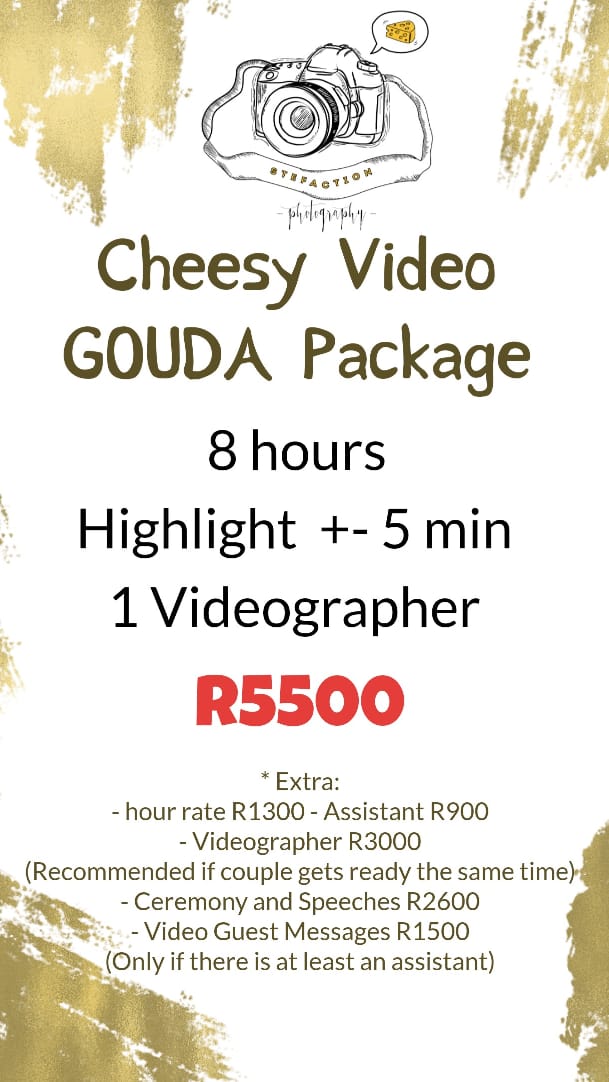 STEFACTION
- photography -
Cheesy Video
GOUDA Package
8 hours
Highlight +- 5 min
1 Videographer
R5500
* Extra:
- hour rate R1300 - Assistant R900
- Videographer R3000
(Recommended if couple gets ready the same time)
- Ceremony and Speeches R2600
- Video Guest Messages R1500
(Only if there is at least an assistant)